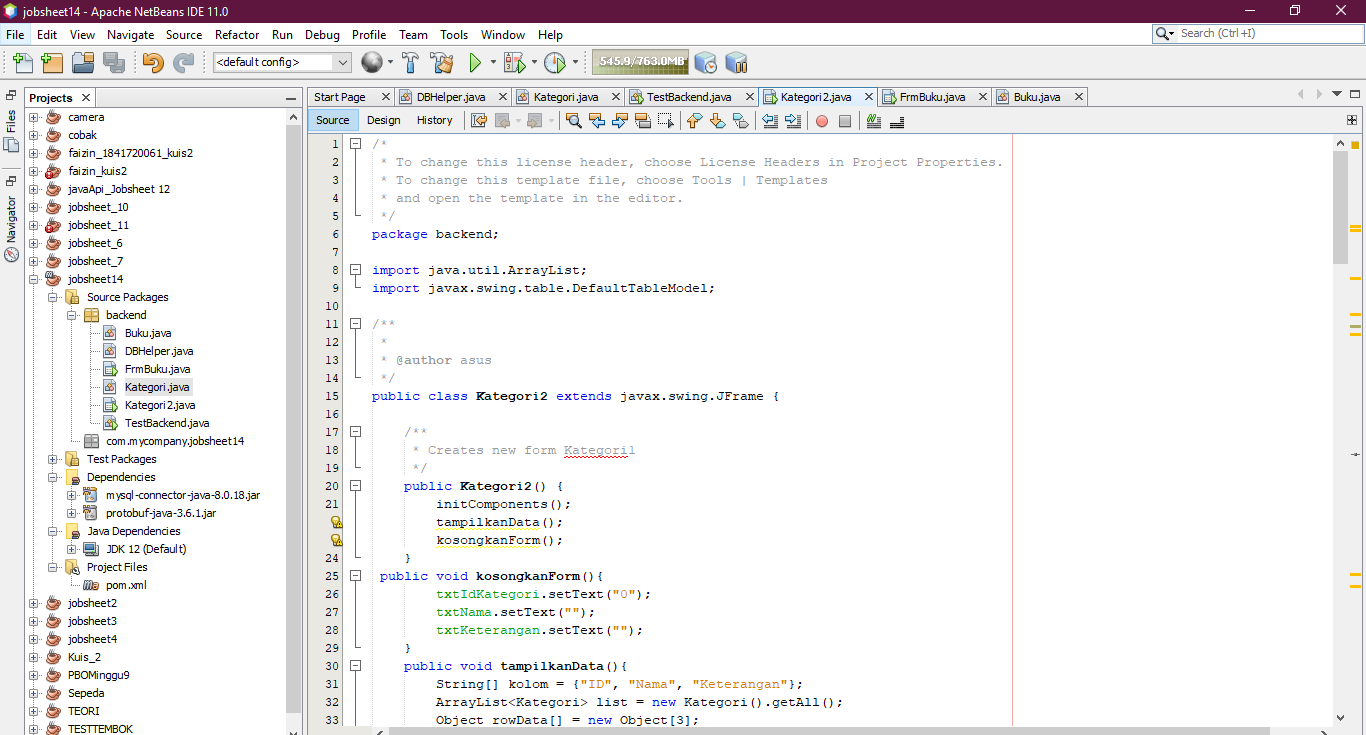 jobsheet14 - Apache NetBeans IDE 11.0
File Edit View Navigate Source Refactor Run Debug Profile Team Tools Window Help
Search (Ctrl+I)
<default config>
545.9/763.0MB
Files
Navigator
Projects
camera
cobak
faizin_1841720061_kuis2
faizin_kuis2
javaApi_Jobsheet 12
jobsheet_10
jobsheet_11
jobsheet_6
jobsheet_7
jobsheet14
Source Packages
backend
Buku.java
DBHelper.java
FrmBuku.java
Kategori.java
Kategori2.java
TestBackend.java
com.mycompany.jobsheet14
Test Packages
Dependencies
mysql-connector-java-8.0.18.jar
protobuf-java-3.6.1.jar
Java Dependencies
JDK 12 (Default)
Project Files
pom.xml
jobsheet2
jobsheet3
jobsheet4
Kuis_2
PBOMinggu9
Sepeda
TEORI
TESTTEMBOK
Start Page DBHelper.java Kategori.java TestBackend.java Kategori2.java FrmBuku.java Buku.java
Source Design History
1 /*
2 * To change this license header, choose License Headers in Project Properties.
3 * To change this template file, choose Tools | Templates
4 * and open the template in the editor.
5 */
6 package backend;
7
8 import java.util.ArrayList;
9 import javax.swing.table.DefaultTableModel;
10
11 /**
12 *
13 * @author asus
14 */
15 public class Kategori2 extends javax.swing.JFrame {
16
17 /**
18 * Creates new form Kategori1
19 */
20 public Kategori2() {
21 initComponents();
tampilkanData();
kosongkanForm();
24 }
25 public void kosongkanForm(){
26 txtIdKategori.setText("0");
27 txtNama.setText("");
28 txtKeterangan.setText("");
29 }
30 public void tampilkanData(){
31 String[] kolom = {"ID", "Nama", "Keterangan"};
32 ArrayList<Kategori> list = new Kategori().getAll();
33 Object rowData[] = new Object[3];